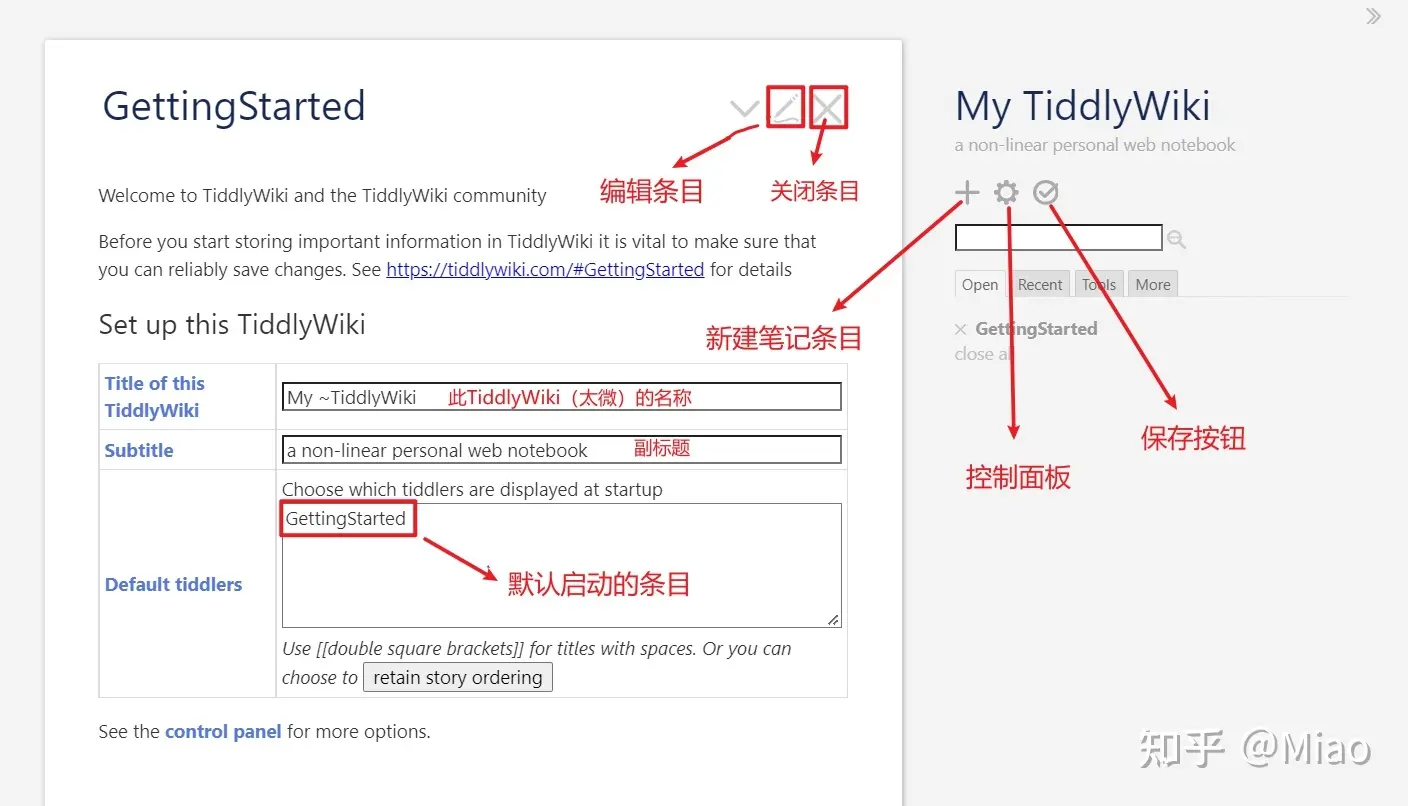 GettingStarted
编辑条目
关闭条目
Welcome to TiddlyWiki and the TiddlyWiki community
Before you start storing important information in TiddlyWiki it is vital to make sure that
you can reliably save changes. See https://tiddlywiki.com/#GettingStarted for details
新建笔记条目
Set up this TiddlyWiki
Title of this
TiddlyWiki
My ~TiddlyWiki 此TiddlyWiki（太微）的名称
Subtitle
a non-linear personal web notebook 副标题
Default tiddlers
Choose which tiddlers are displayed at startup
GettingStarted
默认启动的条目
Use [[double square brackets]] for titles with spaces. Or you can
choose to retain story ordering
See the control panel for more options.
My TiddlyWiki
a non-linear personal web notebook
Open Recent Tools More
GettingStarted
close all
保存按钮
控制面板
知乎 @Miao